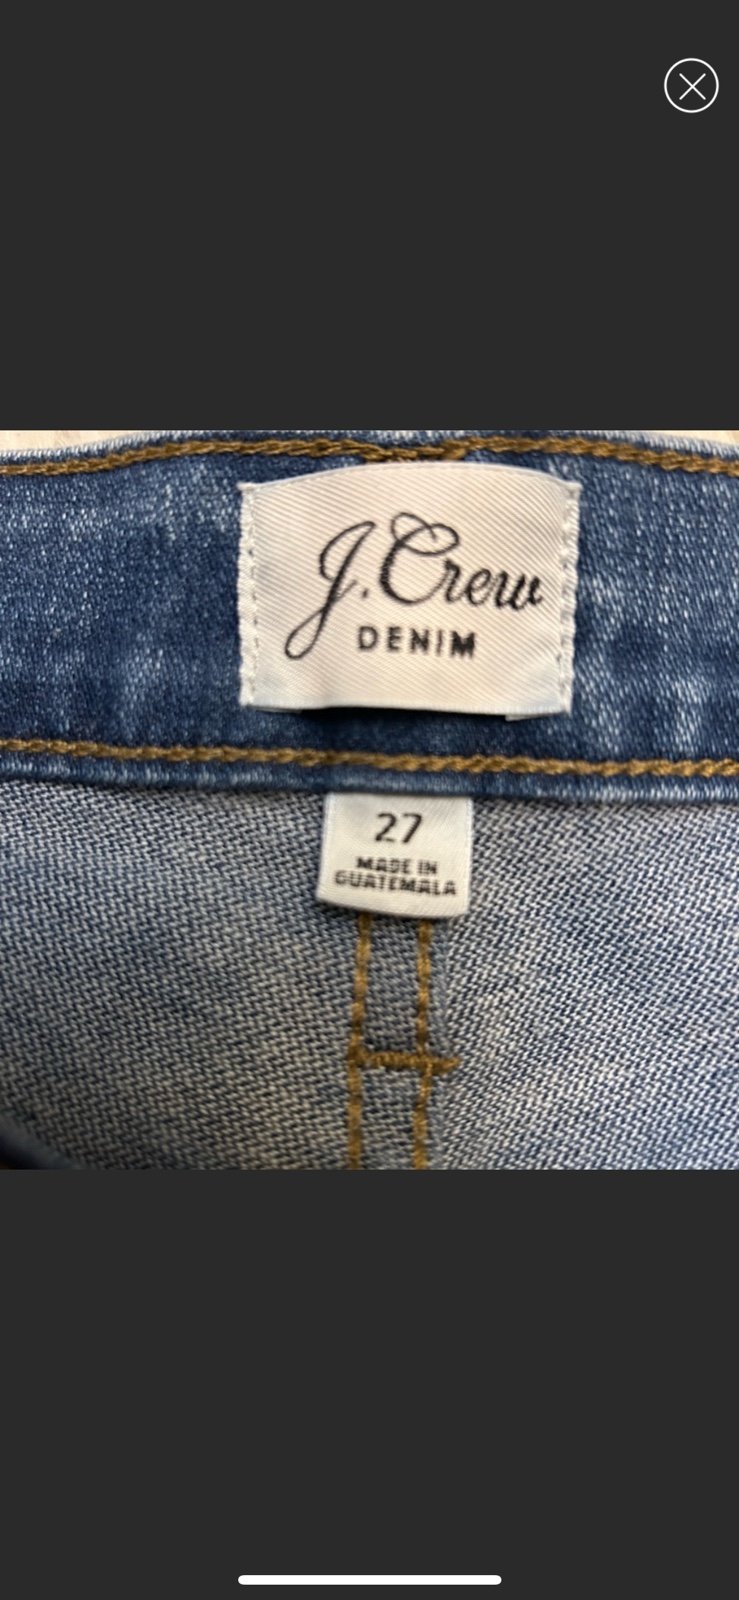 J.Crew
DENIM
27
MADE IN
GUATEMALA